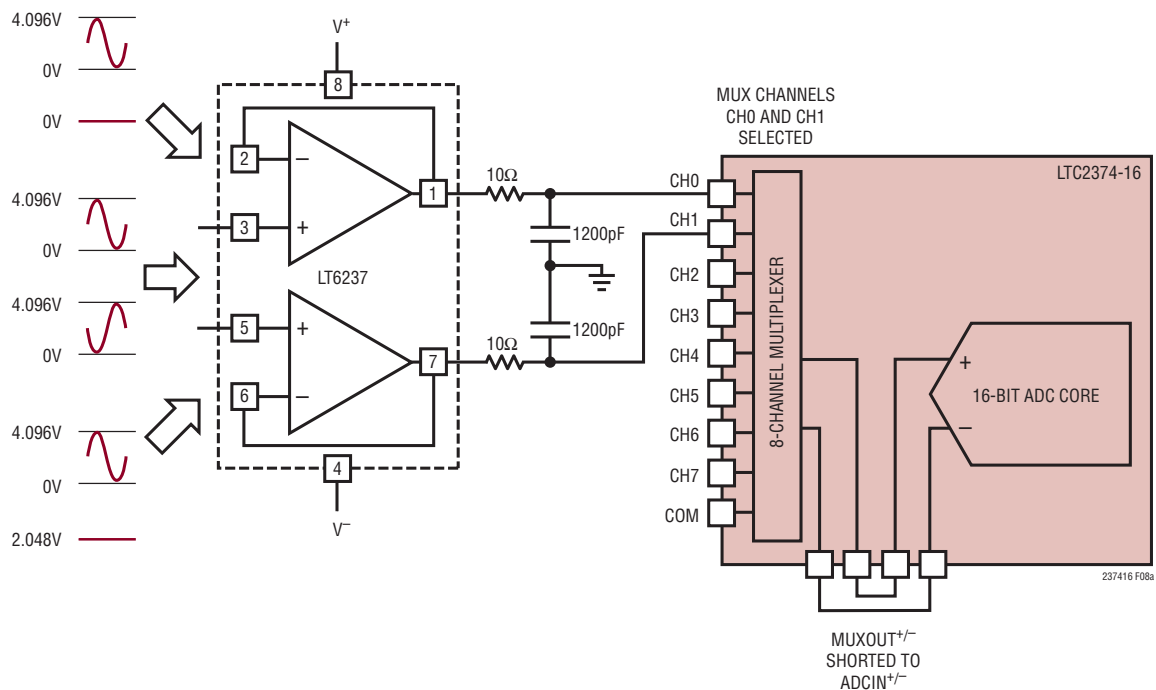 4.096V
0V
0V
4.096V
0V
4.096V
0V
4.096V
0V
2.048V
V+
8
2
−
1
3
+
LT6237
5
+
7
6
−
4
V−
10Ω
1200pF
1200pF
10Ω
MUX CHANNELS
CH0 AND CH1
SELECTED
LTC2374-16
CH0
CH1
CH2
CH3
CH4
CH5
CH6
CH7
COM
8-CHANNEL MULTIPLEXER
+
16-BIT ADC CORE
−
237416 F08a
MUXOUT+/−
SHORTED TO
ADCIN+/−